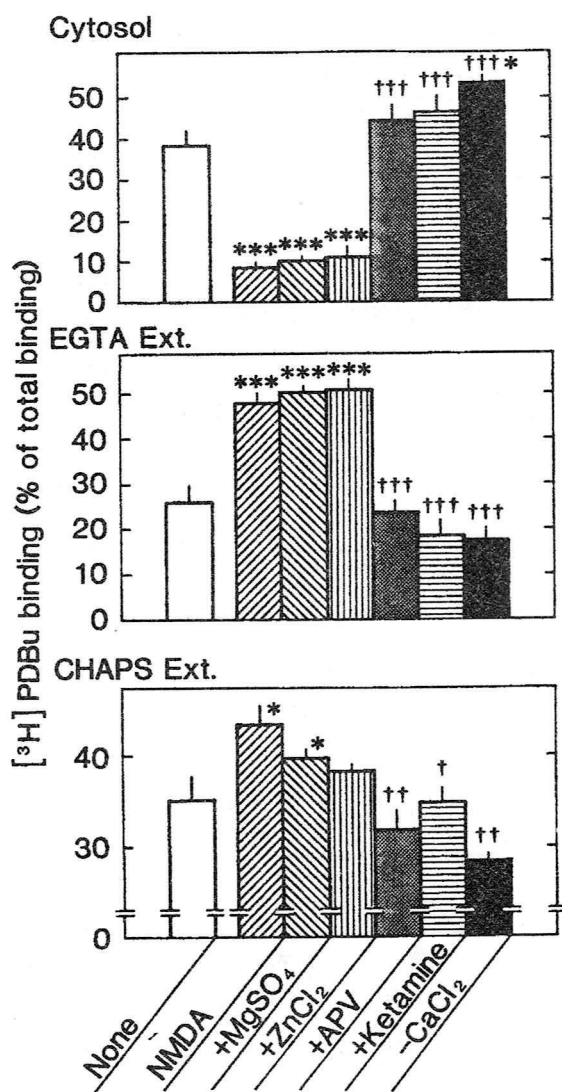 Cytosol
†††
†††
†††*
50
40
30
20
10
0
***
***
***
EGTA Ext.
***
***
***
50
40
30
20
10
0
†††
†††
†††
CHAPS Ext.
*
*
††
†
††
40
30
0
[³H] PDBu binding (% of total binding)
None
NMDA
+MgSO₄
+ZnCl₂
+APV
+Ketamine
−CaCl₂